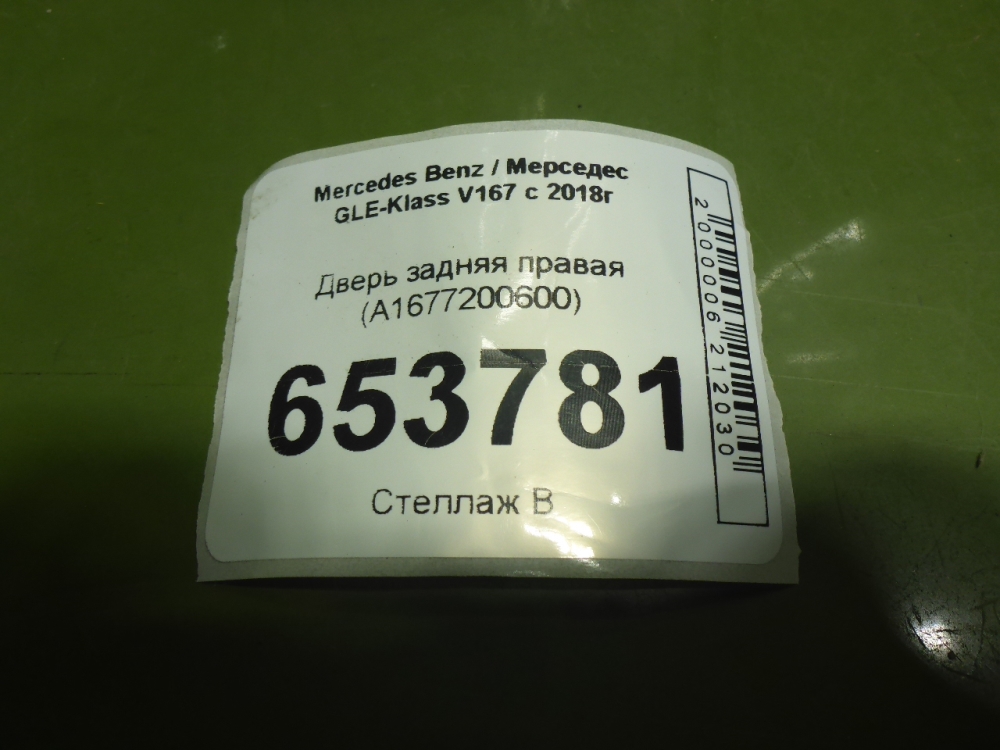 Mercedes Benz / Мерседес
GLE-Klass V167 с 2018г
Дверь задняя правая
(A1677200600)
653781
Стеллаж В
2000006212030